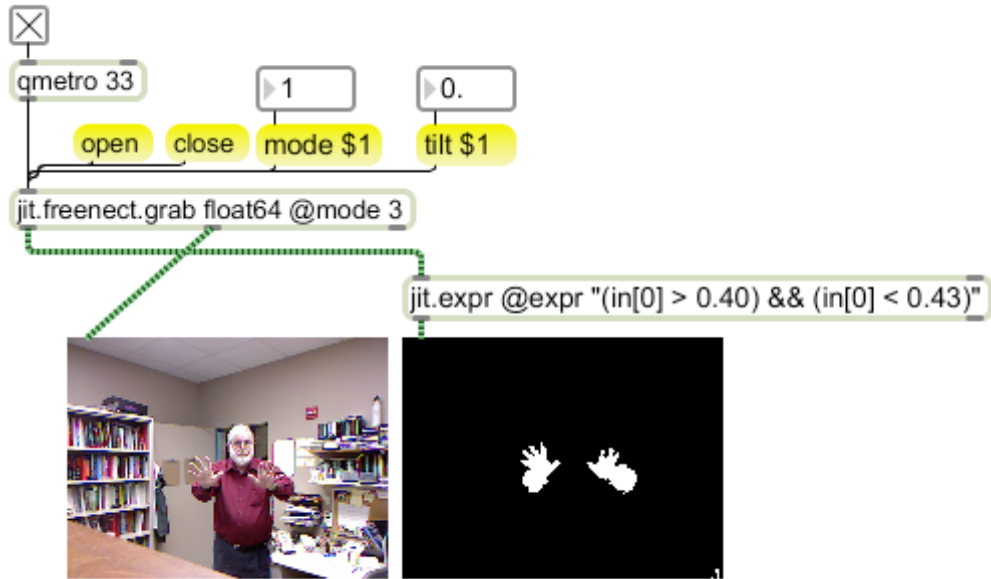 qmetro 33
1
0.
open
close
mode $1
tilt $1
jit.freenect.grab float64 @mode 3
jit.expr @expr "(in[0] > 0.40) && (in[0] < 0.43)"